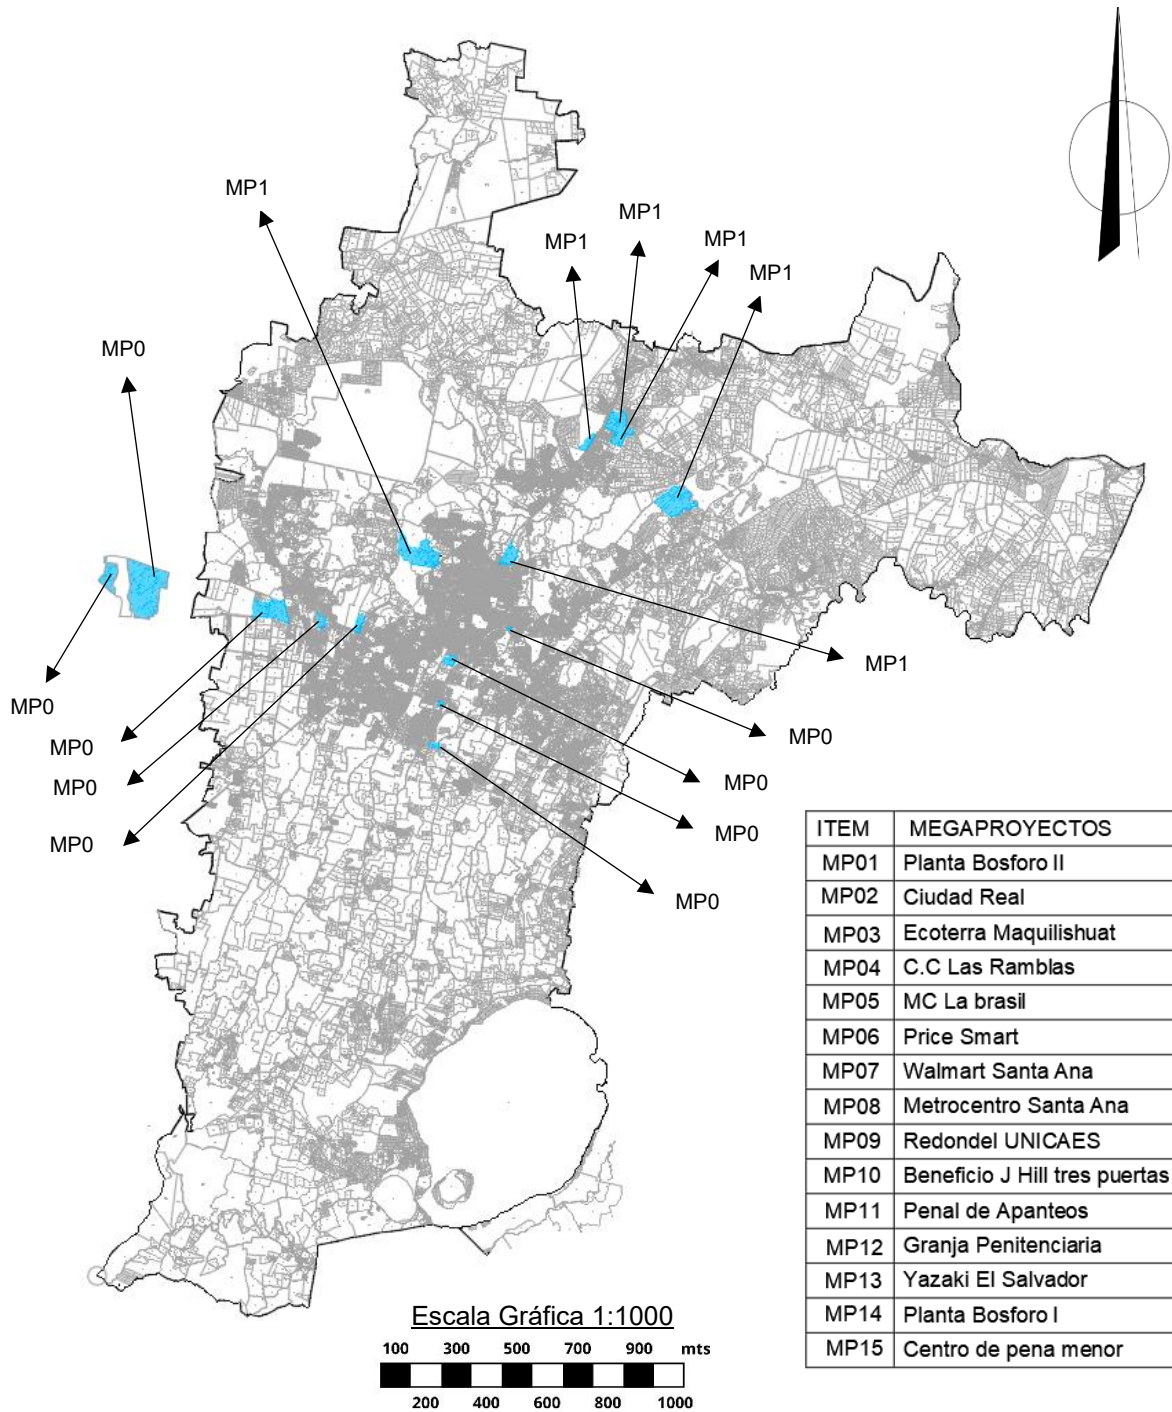 MP1
MP1
MP1
MP1
MP1
MP0
MP0
MP0
MP0
MP0
MP1
MP0
MP0
MP0
MP0
ITEM MEGAPROYECTOS
MP01 Planta Bosforo II
MP02 Ciudad Real
MP03 Ecoterra Maquilishuat
MP04 C.C Las Ramblas
MP05 MC La brasil
MP06 Price Smart
MP07 Walmart Santa Ana
MP08 Metrocentro Santa Ana
MP09 Redondel UNICAES
MP10 Beneficio J Hill tres puertas
MP11 Penal de Apanteos
MP12 Granja Penitenciaria
MP13 Yazaki El Salvador
MP14 Planta Bosforo I
MP15 Centro de pena menor
Escala Gráfica 1:1000
100 300 500 700 900 mts
200 400 600 800 1000